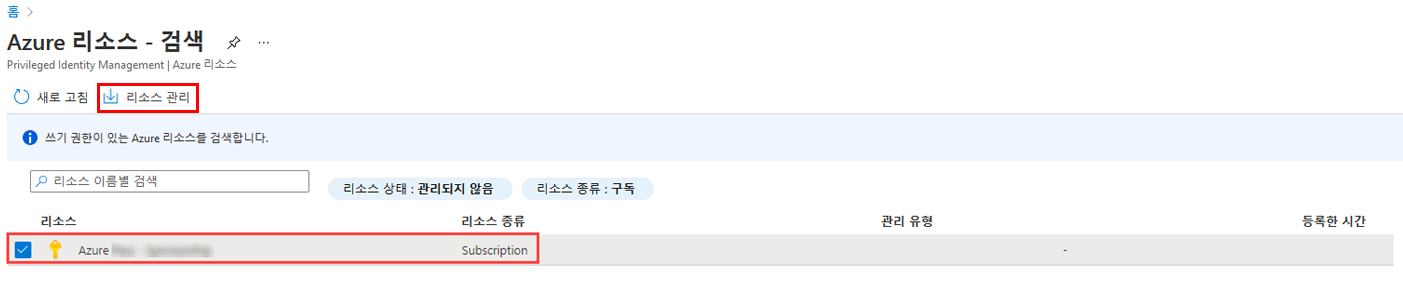 홈 >
Azure 리소스 - 검색 ...
Privileged Identity Management | Azure 리소스
새로 고침 리소스 관리
쓰기 권한이 있는 Azure 리소스를 검색합니다.
리소스 이름별 검색 리소스 상태 : 관리되지 않음 리소스 종류 : 구독
리소스 리소스 종류 관리 유형 등록한 시간
Azure Subscription -